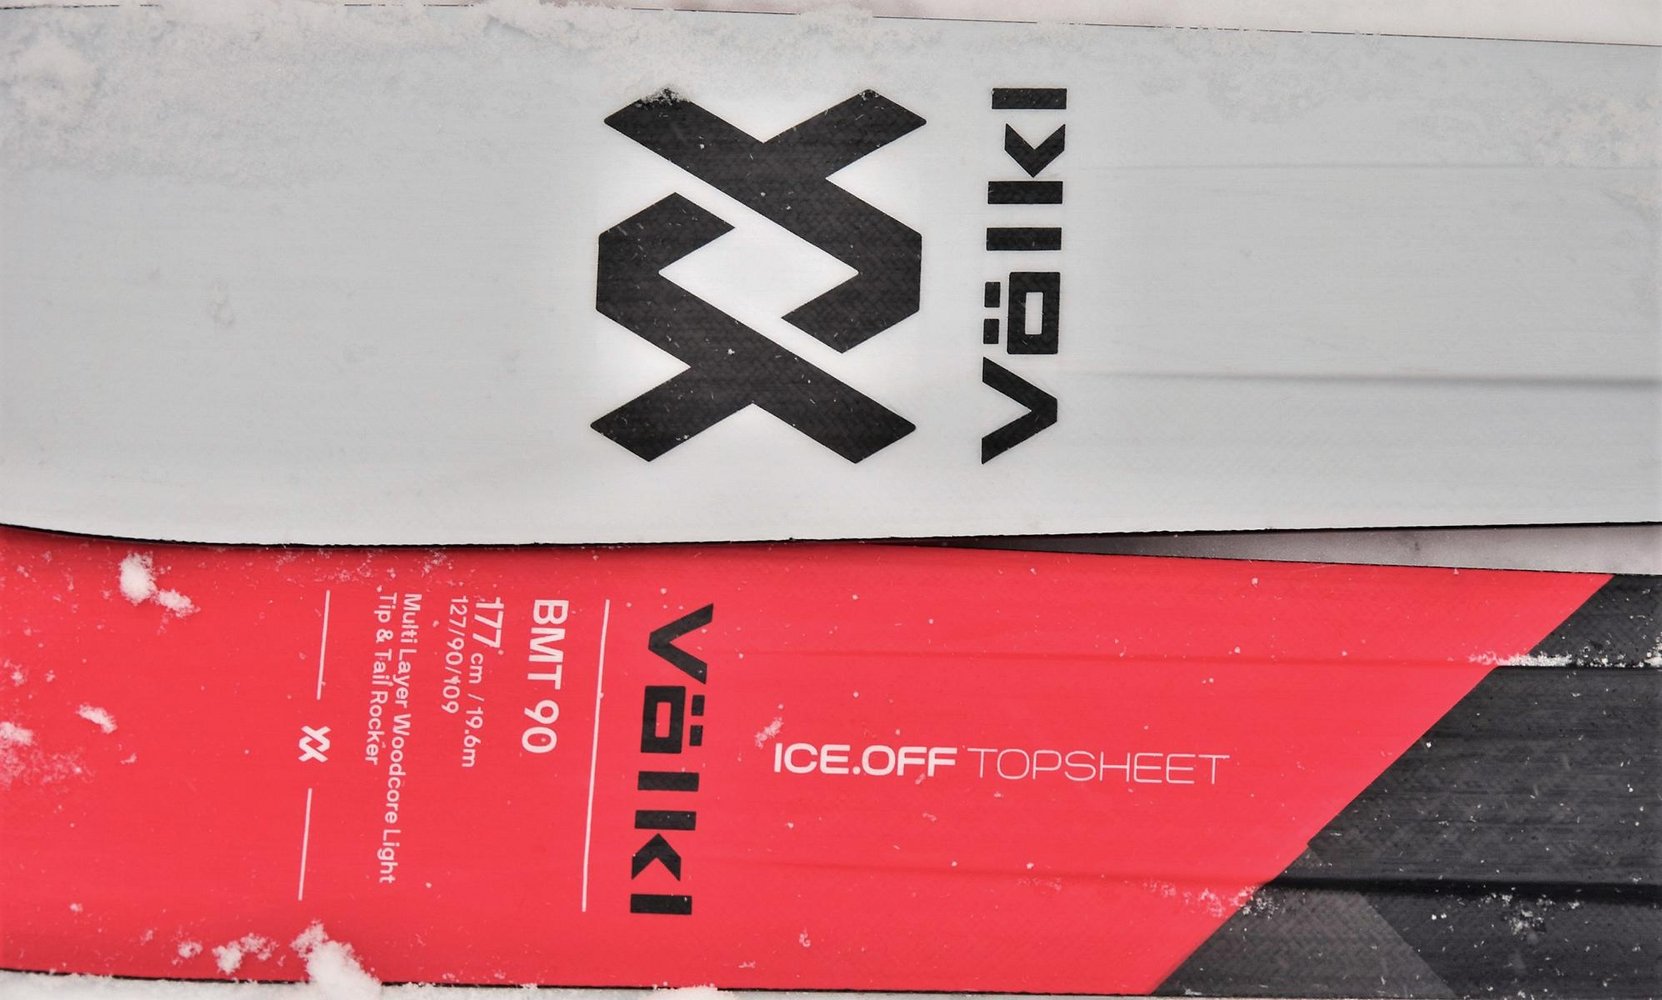 völkl
völkl
BMT 90
177 cm / 19.6m
127/90/109
Multi Layer Woodcore Light
Tip & Tail Rocker
ICE.OFF TOPSHEET